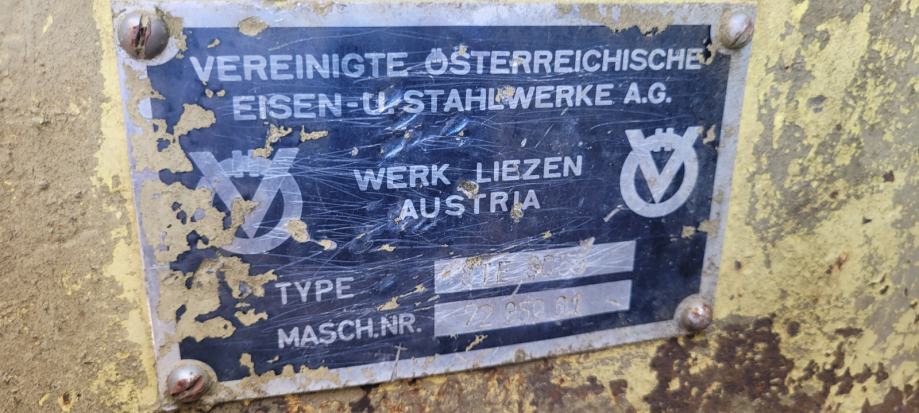 VEREINIGTE ÖSTERREICHISCHE
EISEN-U. STAHLWERKE A.G.
WERK LIEZEN
AUSTRIA
TYPE
MASCH.NR.